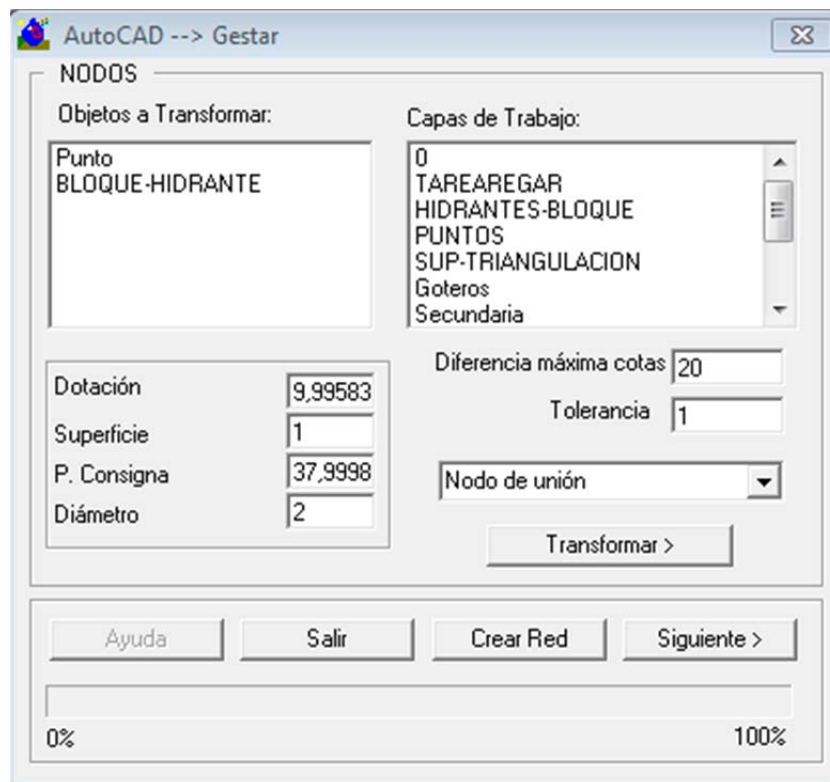 AutoCAD --> Gestar
NODOS
Objetos a Transformar:
Punto
BLOQUE-HIDRANTE
Capas de Trabajo:
0
TAREAREGAR
HIDRANTES-BLOQUE
PUNTOS
SUP-TRIANGULACION
Goteros
Secundaria
Dotación 9,99583
Superficie 1
P. Consigna 37,9998
Diámetro 2
Diferencia máxima cotas 20
Tolerancia 1
Nodo de unión
Transformar >
Ayuda Salir Crear Red Siguiente >
0% 100%